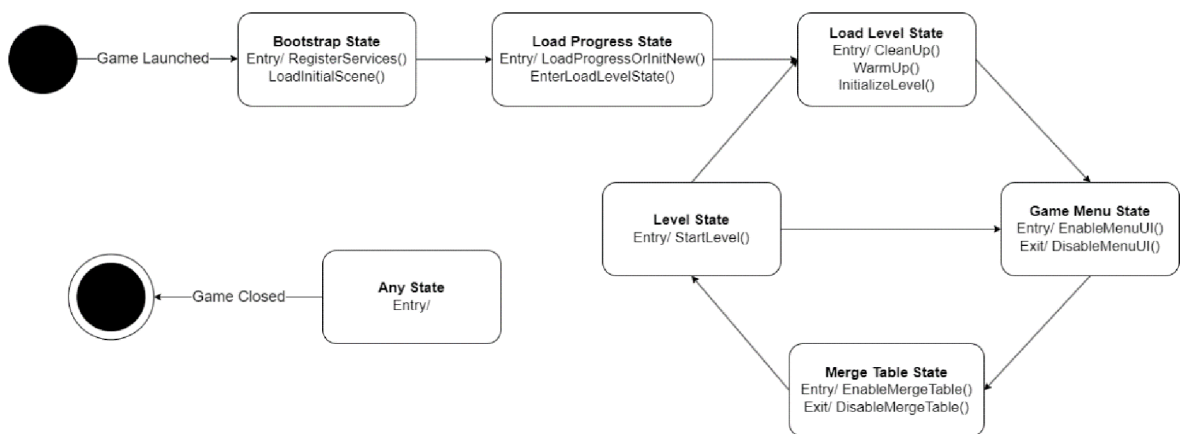 Game Launched
Bootstrap State
Entry/ RegisterServices()
LoadInitialScene()
Load Progress State
Entry/ LoadProgressOrInitNew()
EnterLoadLevelState()
Load Level State
Entry/ CleanUp()
WarmUp()
InitializeLevel()
Level State
Entry/ StartLevel()
Game Menu State
Entry/ EnableMenuUI()
Exit/ DisableMenuUI()
Game Closed
Any State
Entry/
Merge Table State
Entry/ EnableMergeTable()
Exit/ DisableMergeTable()